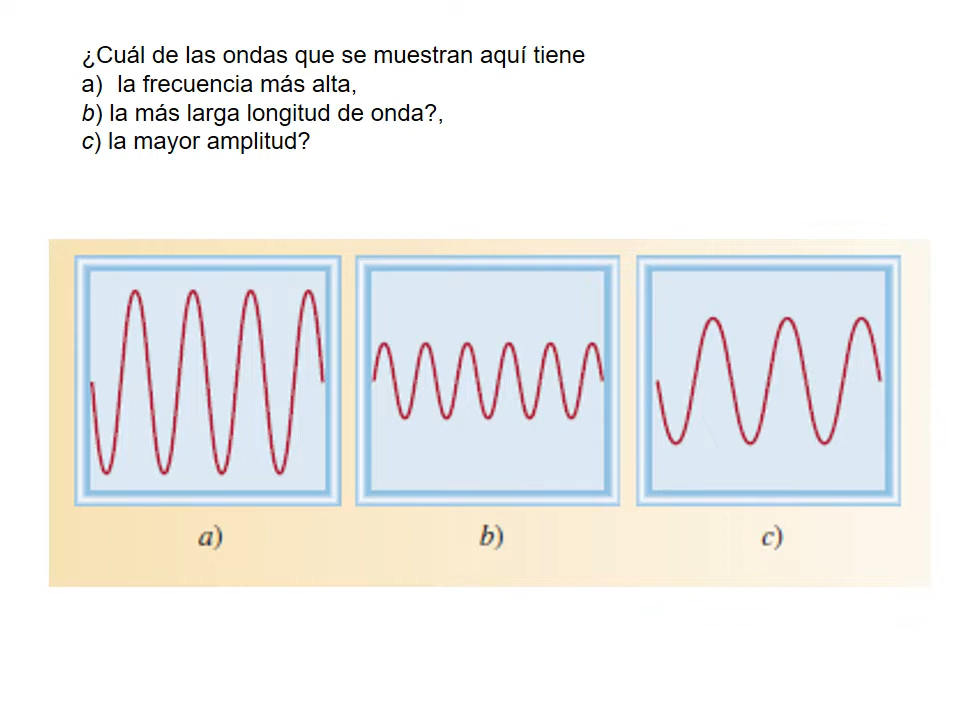 ¿Cuál de las ondas que se muestran aquí tiene
a) la frecuencia más alta,
b) la más larga longitud de onda?,
c) la mayor amplitud?
a)
b)
c)